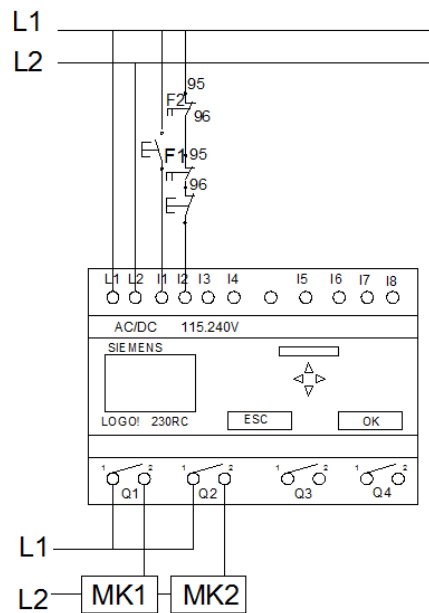 L1
L2
95
F2
96
F1 95
96
L1 L2 I1 I2 I3 I4 I5 I6 I7 I8
AC/DC 115.240V
SIEMENS
LOGO! 230RC ESC OK
1 2 1 2 1 2 1 2
Q1 Q2 Q3 Q4
L1
L2 MK1 MK2